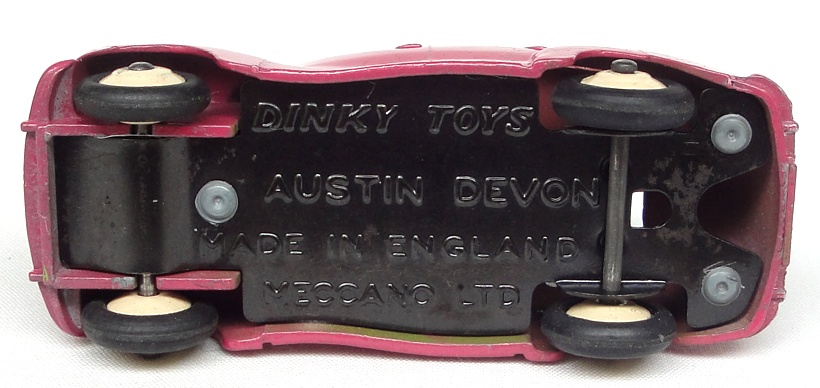 DINKY TOYS
AUSTIN DEVON
MADE IN ENGLAND
MECCANO LTD